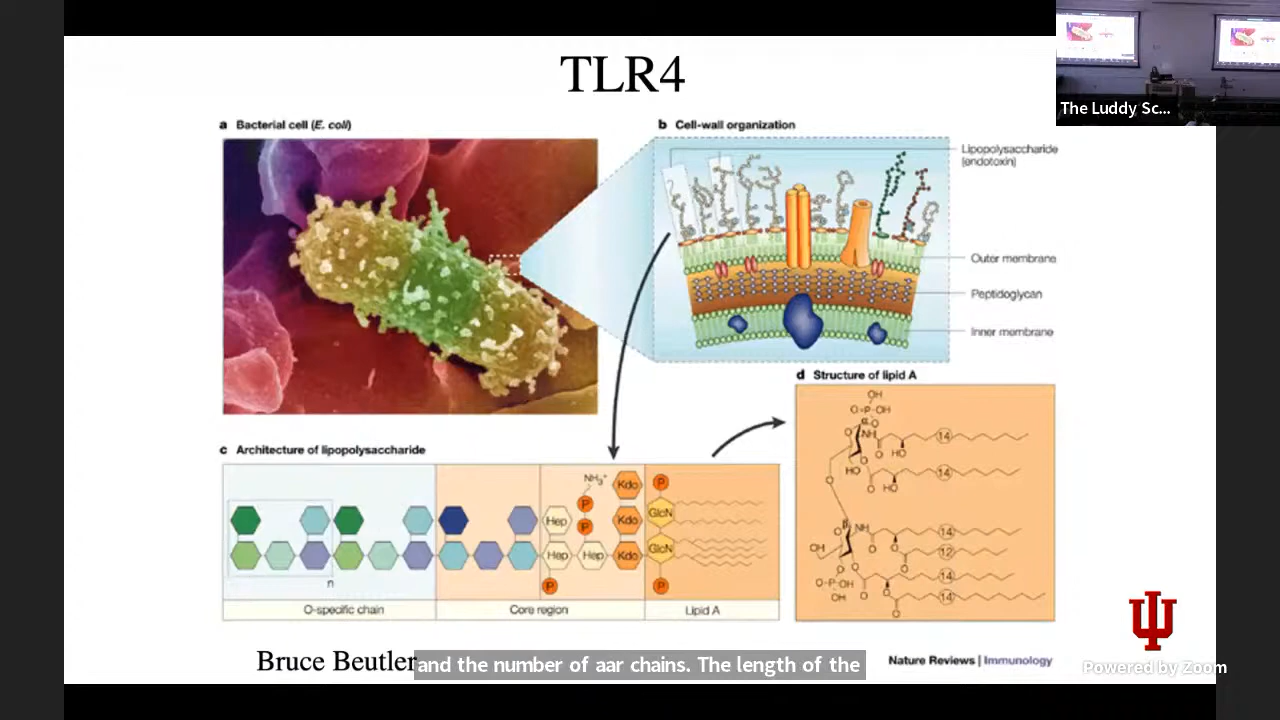 TLR4
The Luddy Sc...
a Bacterial cell (E. coli)
b Cell-wall organization
Lipopolysaccharide
(endotoxin)
Outer membrane
Peptidoglycan
Inner membrane
c Architecture of lipopolysaccharide
NH3+
Kdo
P
P
GlcN
Hep
P
Kdo
Hep
Hep
Kdo
GlcN
P
P
n
O-specific chain
Core region
Lipid A
d Structure of lipid A
OH
O=P-OH
O
O
NH
14
O
HO
O
HO
14
O
HO
O
O
NH
14
O
O
12
OH
O
O
O
14
O
O-P-OH
OH
O
14
O
Bruce Beutler
and the number of aar chains. The length of the
Nature Reviews | Immunology
Powered by Zoom